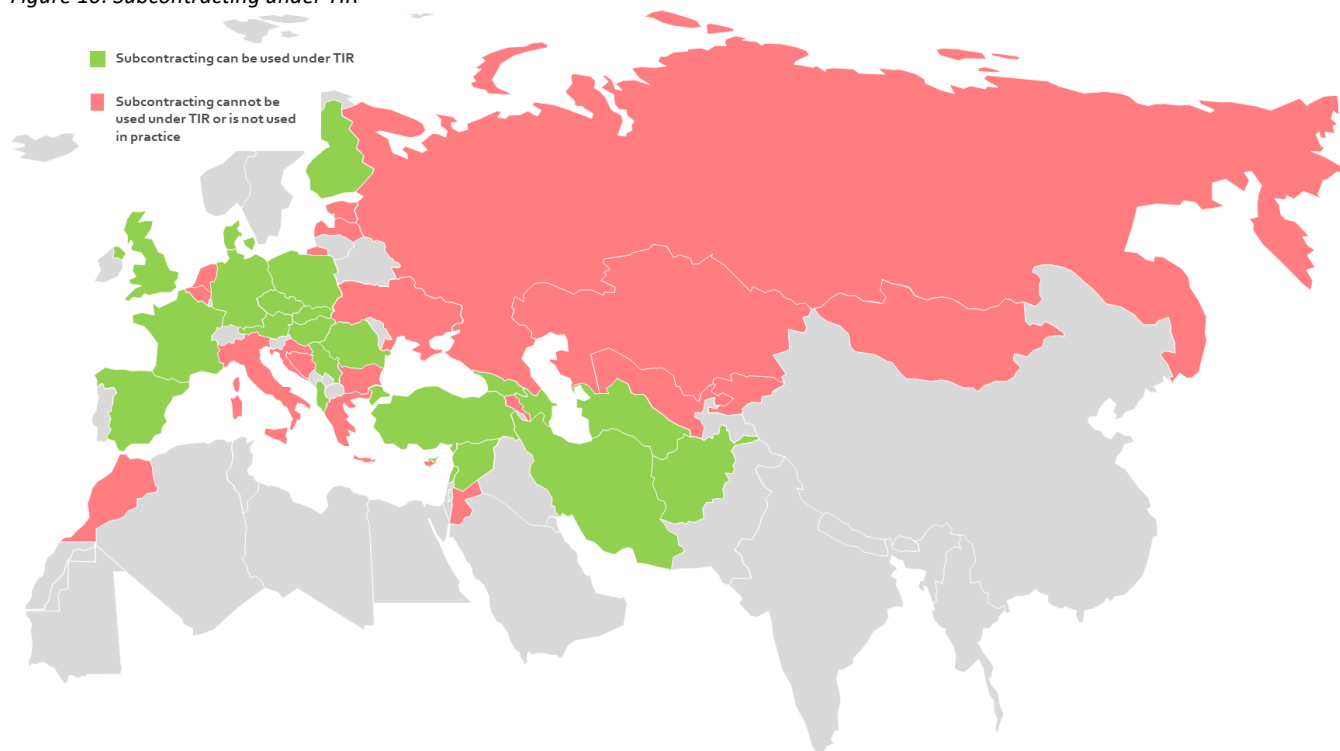 Figure 10: Subcontracting under TIR
Subcontracting can be used under TIR
Subcontracting cannot be
used under TIR or is not used
in practice